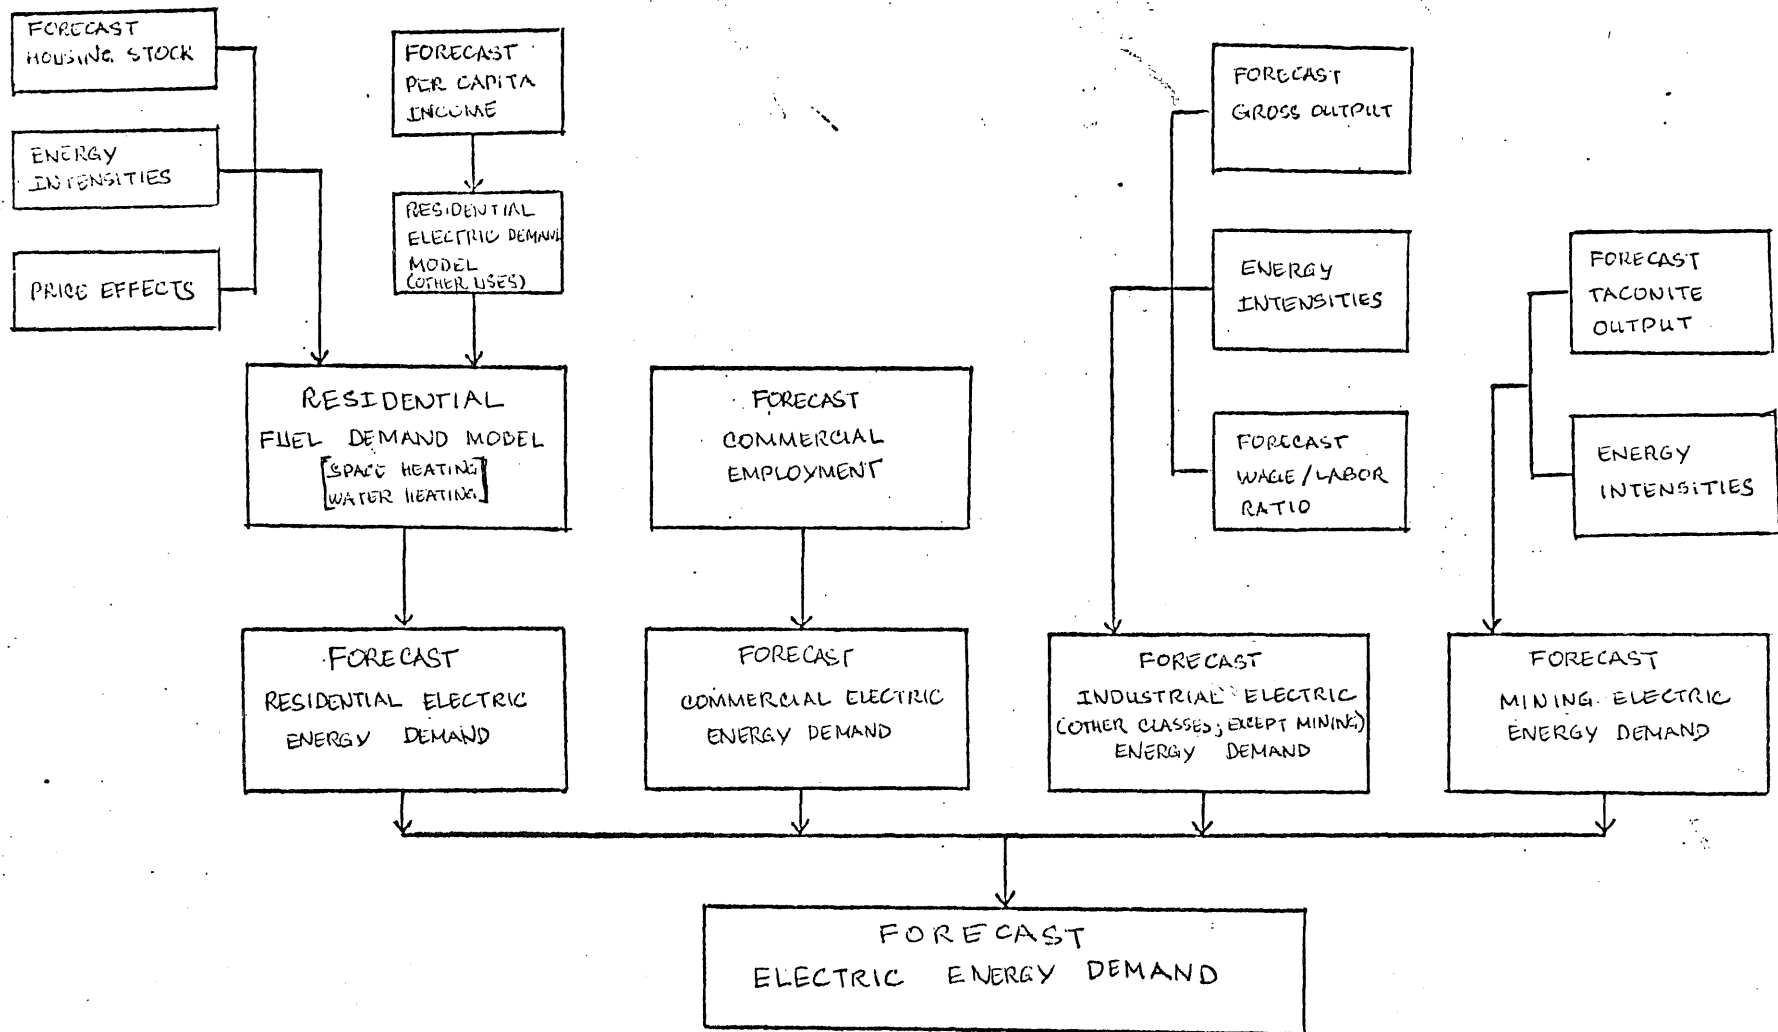 FORECAST
HOUSING STOCK
ENERGY
INTENSITIES
PRICE EFFECTS
FORECAST
PER CAPITA
INCOME
RESIDENTIAL
ELECTRIC DEMAND
MODEL
(OTHER USES)
RESIDENTIAL
FUEL DEMAND MODEL
[SPACE HEATING]
[WATER HEATING]
FORECAST
COMMERCIAL
EMPLOYMENT
FORECAST
GROSS OUTPUT
ENERGY
INTENSITIES
FORECAST
WAGE/LABOR
RATIO
FORECAST
TACONITE
OUTPUT
ENERGY
INTENSITIES
FORECAST
RESIDENTIAL ELECTRIC
ENERGY DEMAND
FORECAST
COMMERCIAL ELECTRIC
ENERGY DEMAND
FORECAST
INDUSTRIAL ELECTRIC
(OTHER CLASSES; EXCEPT MINING)
ENERGY DEMAND
FORECAST
MINING ELECTRIC
ENERGY DEMAND
FORECAST
ELECTRIC ENERGY DEMAND